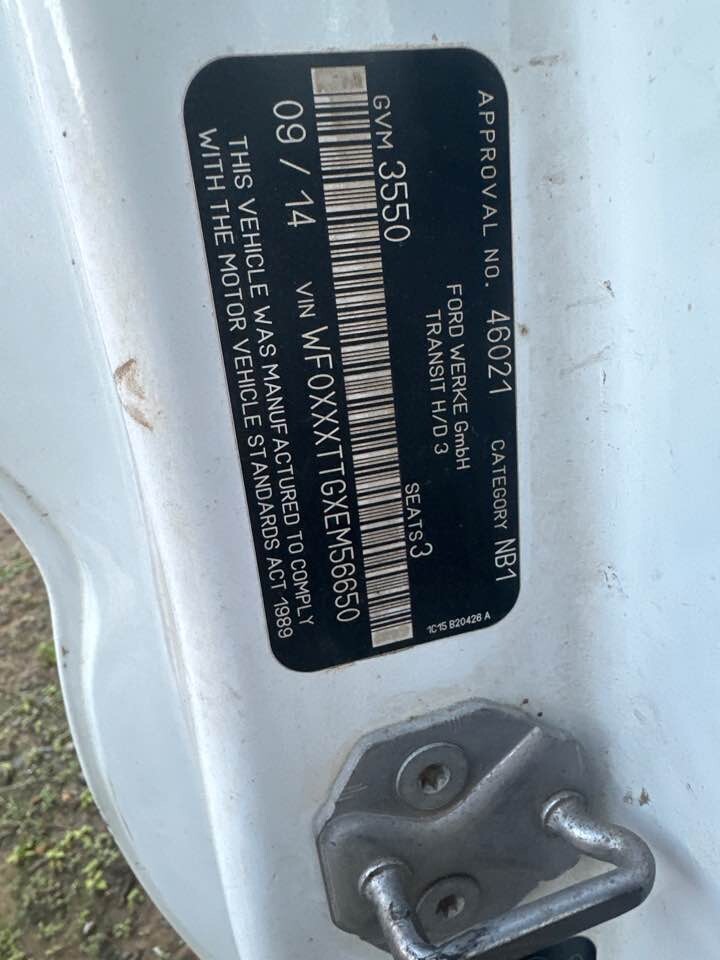 APPROVAL NO. 46021 CATEGORY NB1
FORD WERKE GmbH
TRANSIT H/D 3
GVM 3550 SEATS 3
VIN WF0XXXTTGXEM56650
09 / 14
THIS VEHICLE WAS MANUFACTURED TO COMPLY
WITH THE MOTOR VEHICLE STANDARDS ACT 1989
1C15 B20426 A